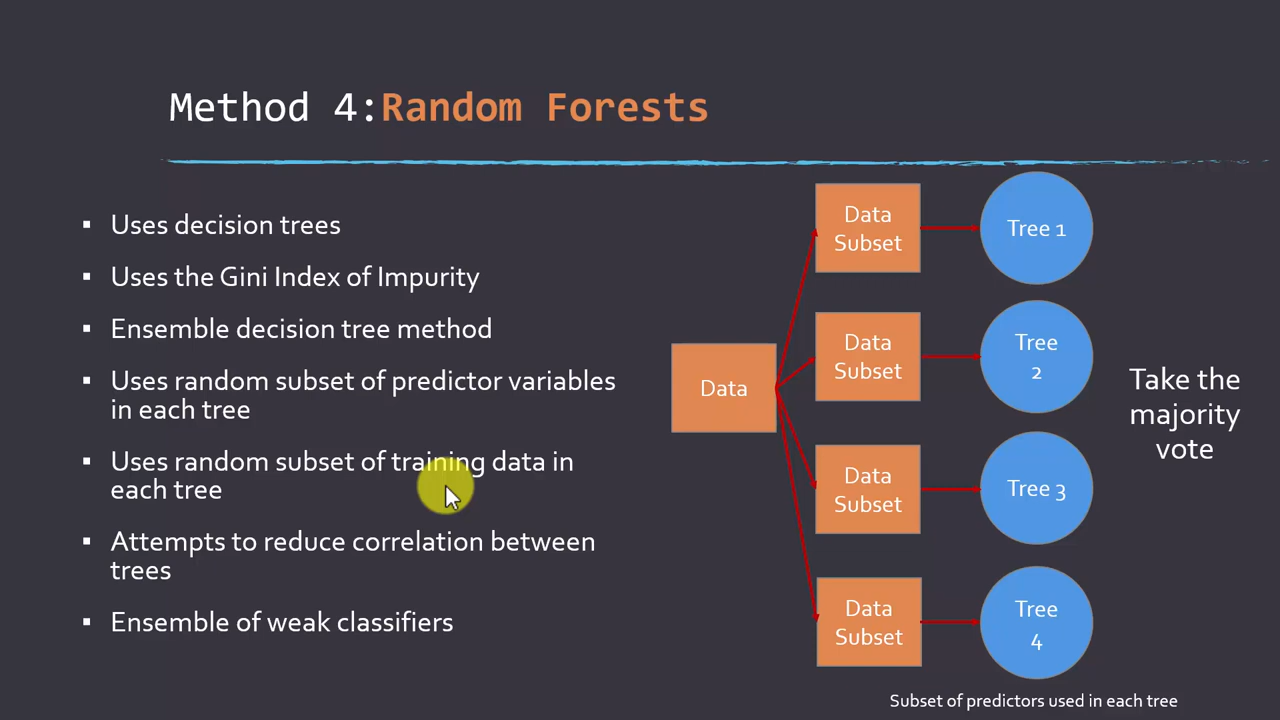 Method 4:Random Forests
▪ Uses decision trees
▪ Uses the Gini Index of Impurity
▪ Ensemble decision tree method
▪ Uses random subset of predictor variables
in each tree
▪ Uses random subset of training data in
each tree
▪ Attempts to reduce correlation between
trees
▪ Ensemble of weak classifiers
Data
Data
Subset
Tree 1
Data
Subset
Tree
2
Data
Subset
Tree 3
Data
Subset
Tree
4
Take the
majority
vote
Subset of predictors used in each tree